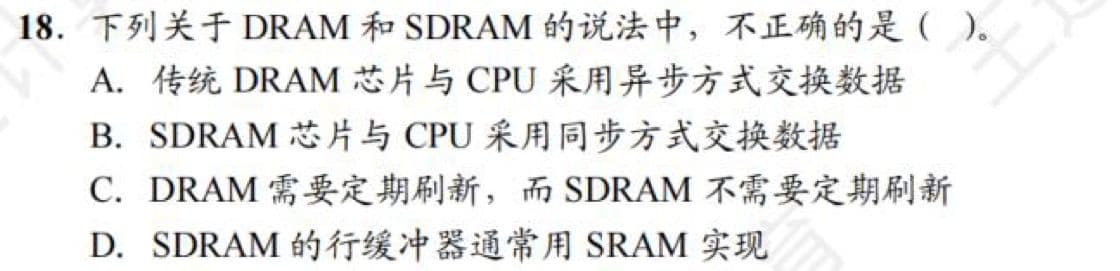 18. 下列关于 DRAM 和 SDRAM 的说法中，不正确的是（ ）。
A. 传统 DRAM 芯片与 CPU 采用异步方式交换数据
B. SDRAM 芯片与 CPU 采用同步方式交换数据
C. DRAM 需要定期刷新，而 SDRAM 不需要定期刷新
D. SDRAM 的行缓冲器通常用 SRAM 实现